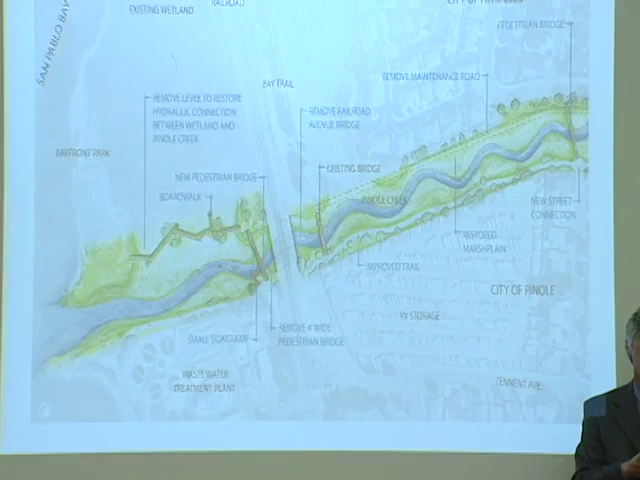 SAN PABLO BAY
EXISTING WETLAND
RAILROAD
CITY OF HERCULES
PEDESTRIAN BRIDGE
BAY TRAIL
REMOVE MAINTENANCE ROAD
REMOVE LEVEE TO RESTORE
HYDRAULIC CONNECTION
BETWEEN WETLAND AND
PINOLE CREEK
REMOVE RAILROAD
AVENUE BRIDGE
BAYFRONT PARK
NEW PEDESTRIAN BRIDGE
EXISTING BRIDGE
BOARDWALK
PINOLE CREEK
NEW STREET
CONNECTION
RESTORED
MARSHPLAIN
IMPROVED TRAIL
CITY OF PINOLE
RV STORAGE
SMALL BOAT RAMP
REMOVE 4' WIDE
PEDESTRIAN BRIDGE
WASTE WATER
TREATMENT PLANT
TENNENT AVE.